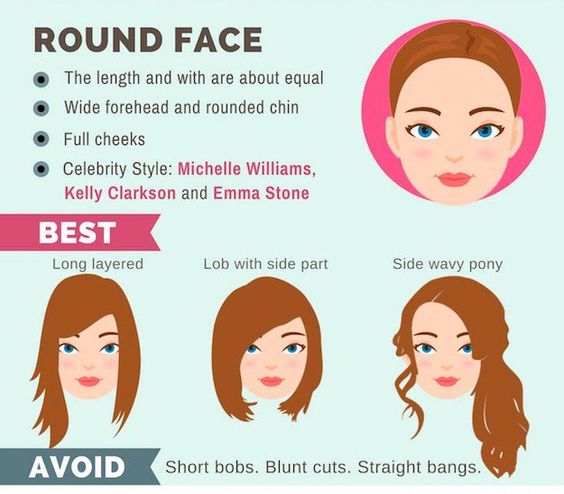 ROUND FACE
The length and with are about equal
Wide forehead and rounded chin
Full cheeks
Celebrity Style: Michelle Williams,
Kelly Clarkson and Emma Stone
BEST
Long layered
Lob with side part
Side wavy pony
AVOID
Short bobs. Blunt cuts. Straight bangs.